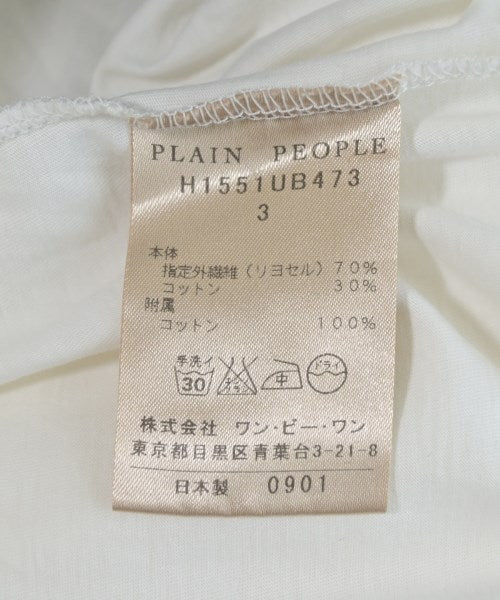 PLAIN PEOPLE
H1551UB473
3
本体
指定外繊維(リヨセル) 70%
コットン 30%
附属
コットン 100%
手洗イ 30 中 ドライ
株式会社 ワン・ビー・ワン
東京都目黒区青葉台3-21-8
日本製 0901